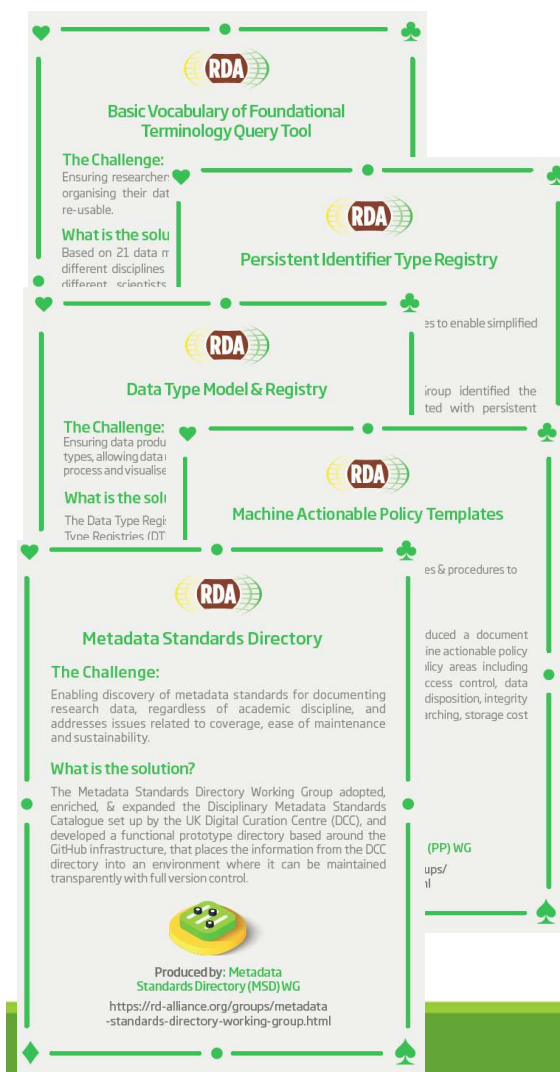 RDA
Basic Vocabulary of Foundational
Terminology Query Tool
The Challenge:
Ensuring researchers
organising their dat
re-usable.
What is the solu
Based on 21 data m
different disciplines
different scientists
RDA
Persistent Identifier Type Registry
es to enable simplified
Group identified the
ted with persistent
RDA
Data Type Model & Registry
The Challenge:
Ensuring data produ
types, allowing data
process and visualise
What is the solu
The Data Type Regi
Type Registries (DT
RDA
Machine Actionable Policy Templates
es & procedures to
duced a document
ine actionable policy
licy areas including
ccess control, data
disposition, integrity
arching, storage cost
(PP) WG
ups/
RDA
Metadata Standards Directory
The Challenge:
Enabling discovery of metadata standards for documenting
research data, regardless of academic discipline, and
addresses issues related to coverage, ease of maintenance
and sustainability.
What is the solution?
The Metadata Standards Directory Working Group adopted,
enriched, & expanded the Disciplinary Metadata Standards
Catalogue set up by the UK Digital Curation Centre (DCC), and
developed a functional prototype directory based around the
GitHub infrastructure, that places the information from the DCC
directory into an environment where it can be maintained
transparently with full version control.
Produced by: Metadata
Standards Directory (MSD) WG
https://rd-alliance.org/groups/metadata
-standards-directory-working-group.html